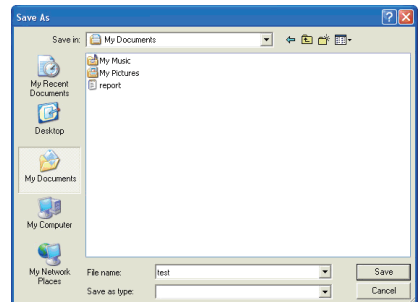 Save As
Save in: My Documents
My Recent
Documents
Desktop
My Documents
My Computer
My Network
Places
My Music
My Pictures
report
File name: test Save
Save as type: Cancel